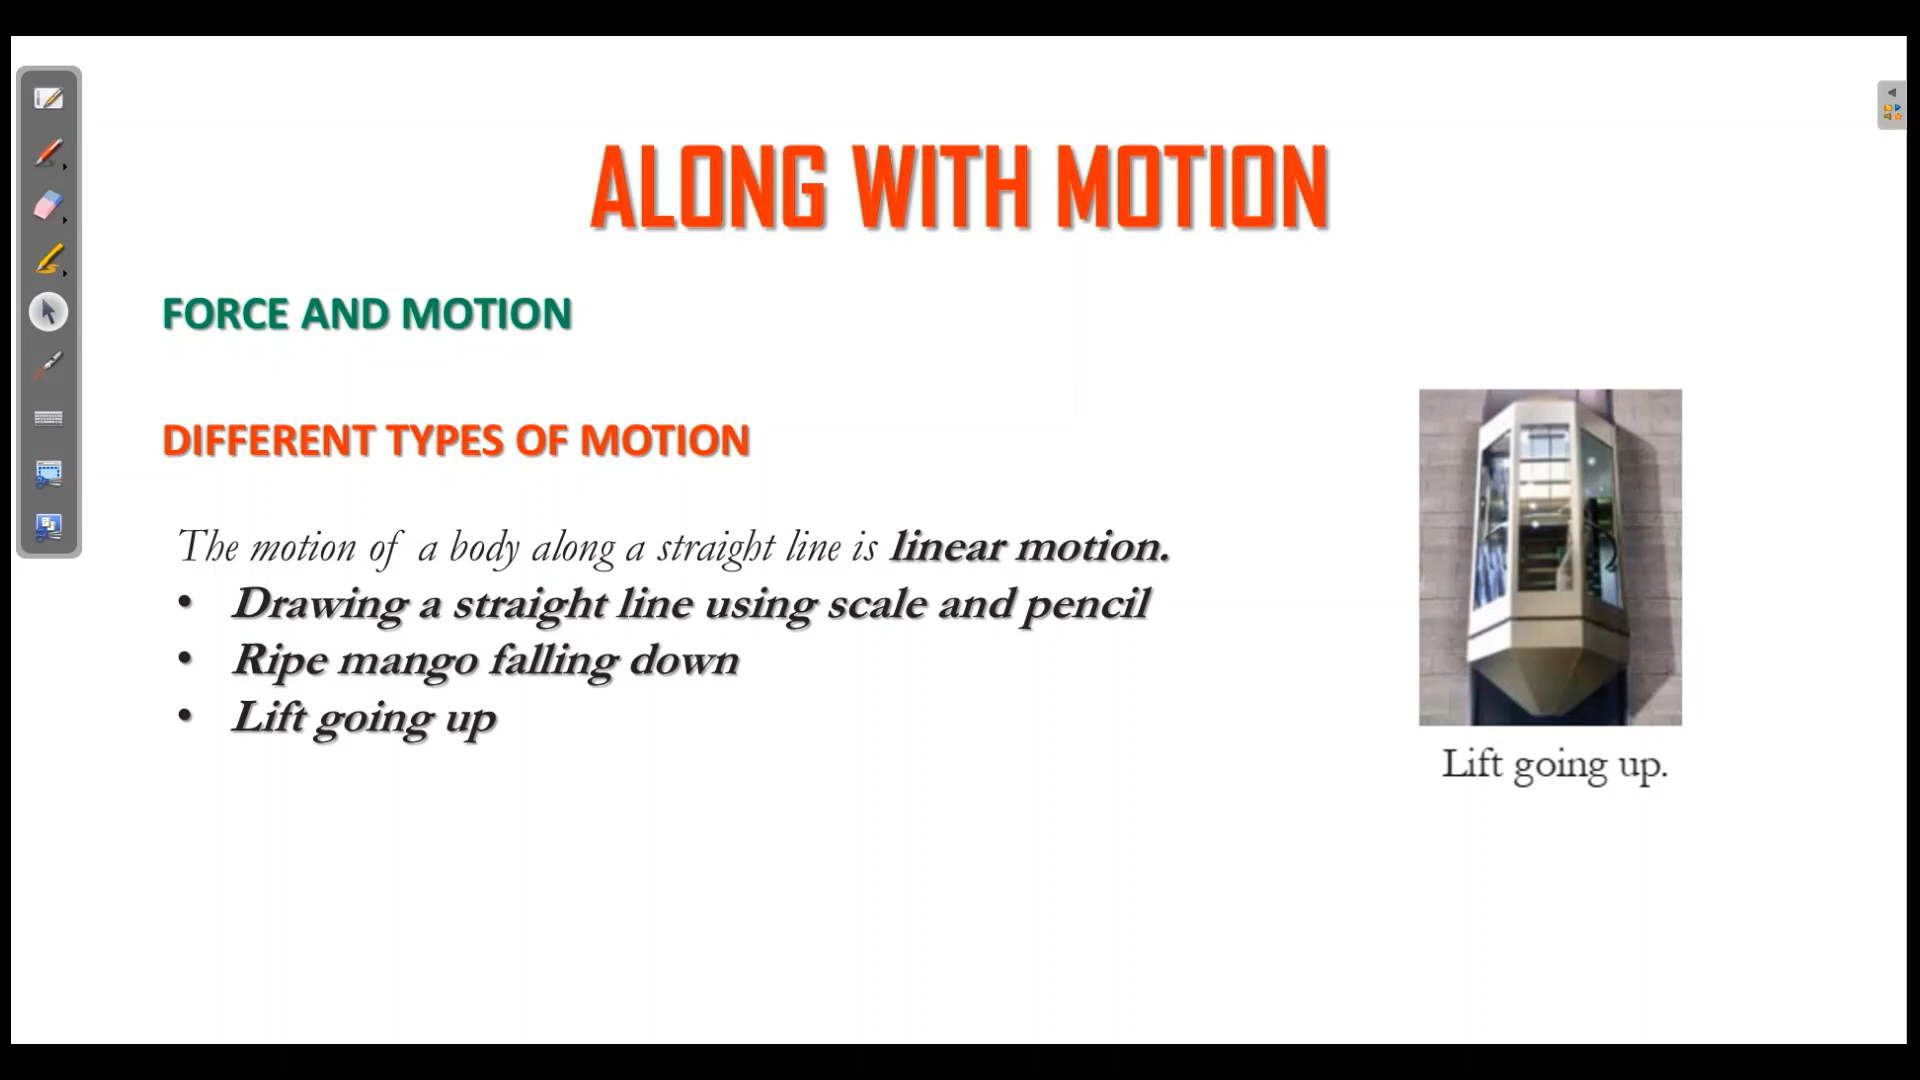 ALONG WITH MOTION
FORCE AND MOTION
DIFFERENT TYPES OF MOTION
The motion of a body along a straight line is linear motion.
• Drawing a straight line using scale and pencil
• Ripe mango falling down
• Lift going up
Lift going up.